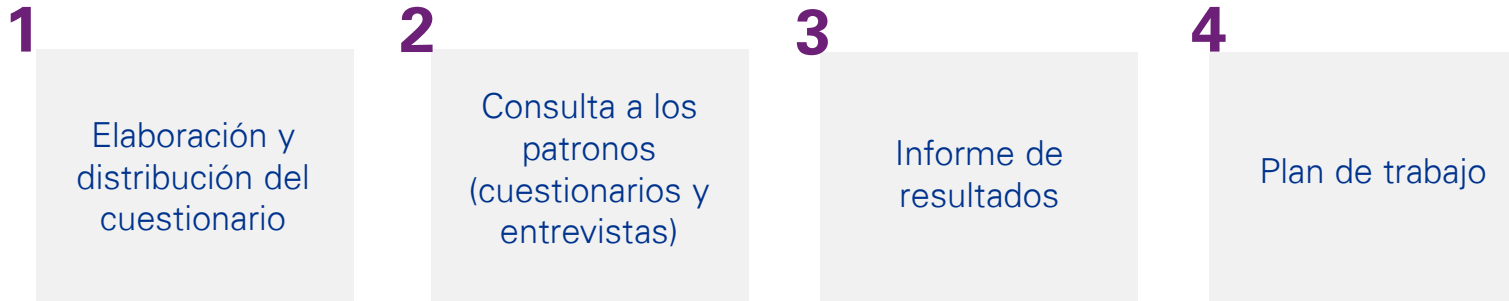 1
Elaboración y
distribución del
cuestionario
2
Consulta a los
patronos
(cuestionarios y
entrevistas)
3
Informe de
resultados
4
Plan de trabajo